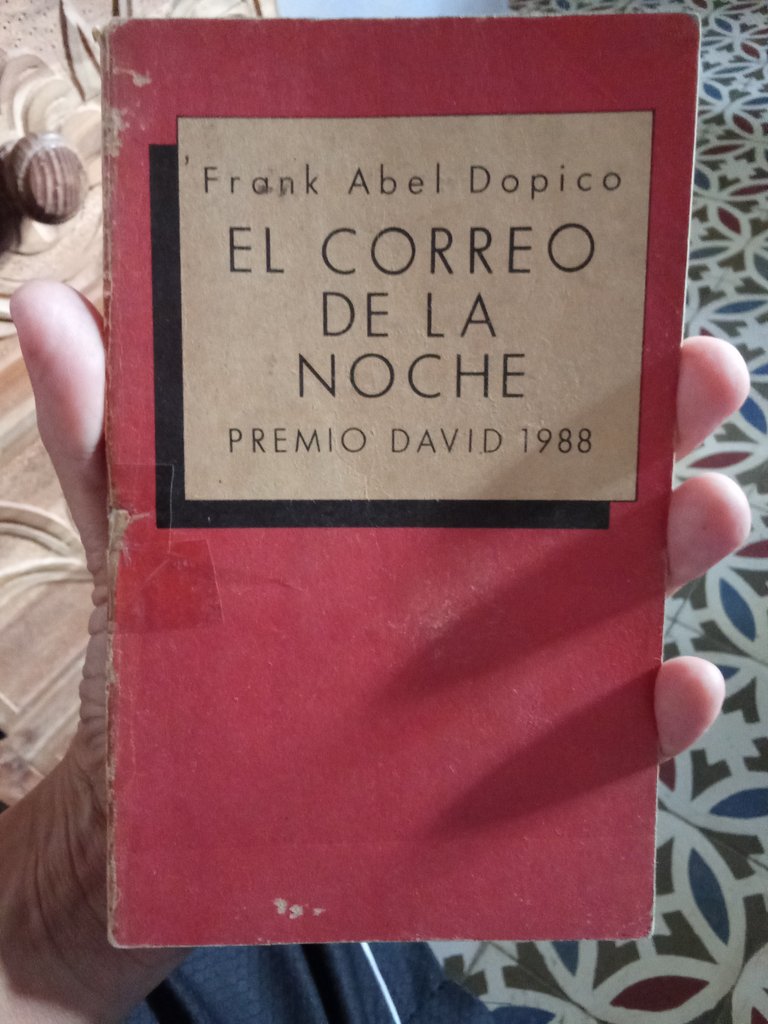 Frank Abel Dopico
EL CORREO
DE LA
NOCHE
PREMIO DAVID 1988